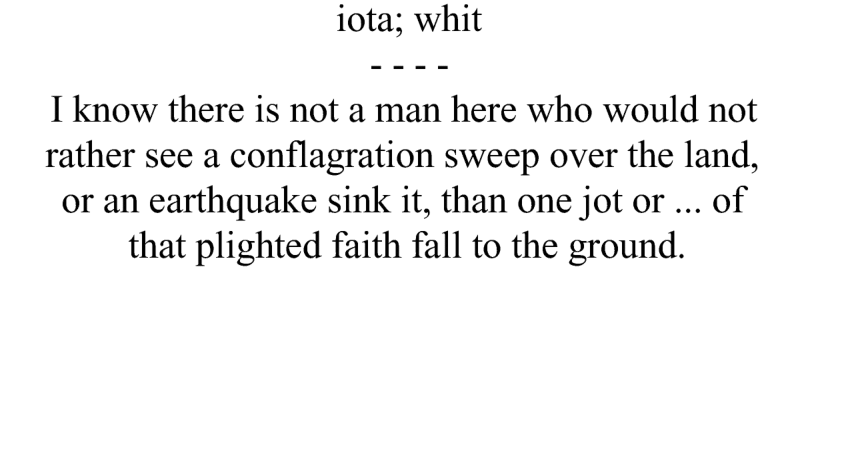 iota; whit
- - - -
I know there is not a man here who would not
rather see a conflagration sweep over the land,
or an earthquake sink it, than one jot or ... of
that plighted faith fall to the ground.